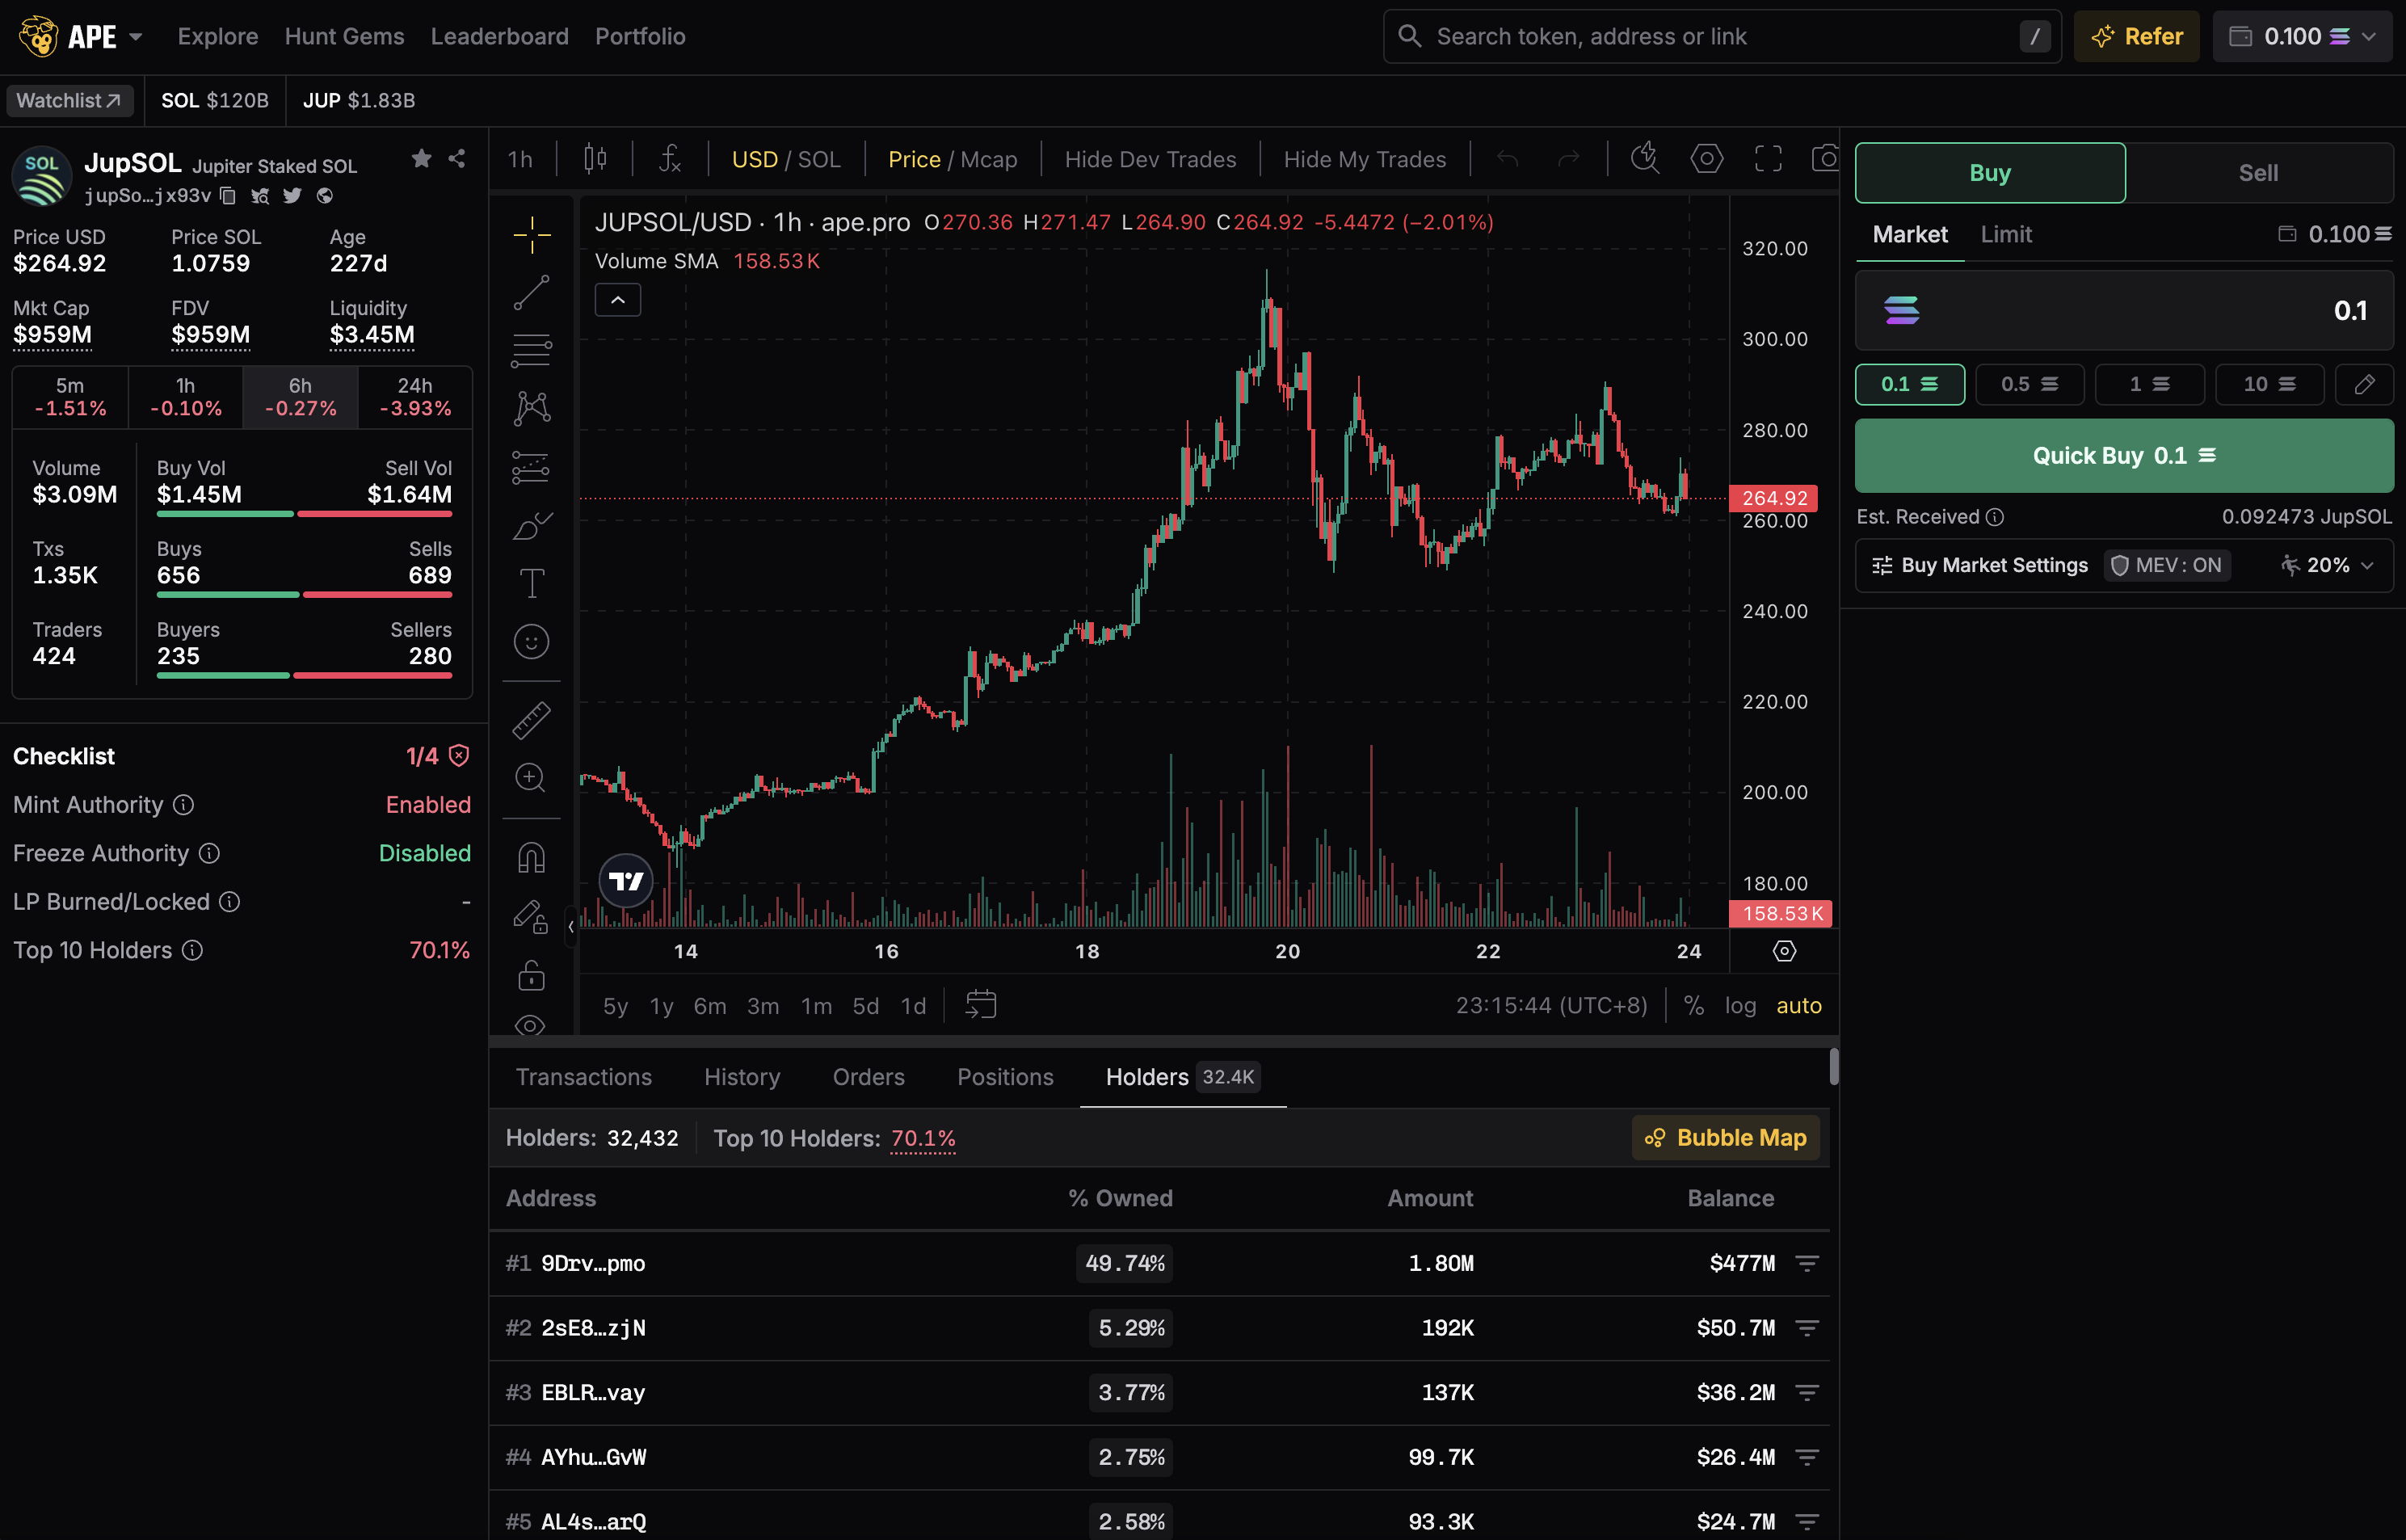 APE Explore Hunt Gems Leaderboard Portfolio Search token, address or link / Refer 0.100
Watchlist SOL $120B JUP $1.83B
JupSOL Jupiter Staked SOL
jupSo…jx93v
Price USD Price SOL Age
$264.92 1.0759 227d
Mkt Cap FDV Liquidity
$959M $959M $3.45M
5m 1h 6h 24h
-1.51% -0.10% -0.27% -3.93%
Volume Buy Vol Sell Vol
$3.09M $1.45M $1.64M
Txs Buys Sells
1.35K 656 689
Traders Buyers Sellers
424 235 280
Checklist 1/4
Mint Authority Enabled
Freeze Authority Disabled
LP Burned/Locked -
Top 10 Holders 70.1%
1h USD / SOL Price / Mcap Hide Dev Trades Hide My Trades
JUPSOL/USD · 1h · ape.pro O270.36 H271.47 L264.90 C264.92 -5.4472 (−2.01%)
Volume SMA 158.53K
320.00
300.00
280.00
264.92
260.00
240.00
220.00
200.00
180.00
158.53K
14 16 18 20 22 24
5y 1y 6m 3m 1m 5d 1d 23:15:44 (UTC+8) % log auto
Transactions History Orders Positions Holders 32.4K
Holders: 32,432 Top 10 Holders: 70.1% Bubble Map
Address % Owned Amount Balance
#1 9Drv…pmo 49.74% 1.80M $477M
#2 2sE8…zjN 5.29% 192K $50.7M
#3 EBLR…vay 3.77% 137K $36.2M
#4 AYhu…GvW 2.75% 99.7K $26.4M
#5 AL4s…arQ 2.58% 93.3K $24.7M
Buy Sell
Market Limit 0.100
0.1
0.1 0.5 1 10
Quick Buy 0.1
Est. Received 0.092473 JupSOL
Buy Market Settings MEV: ON 20%